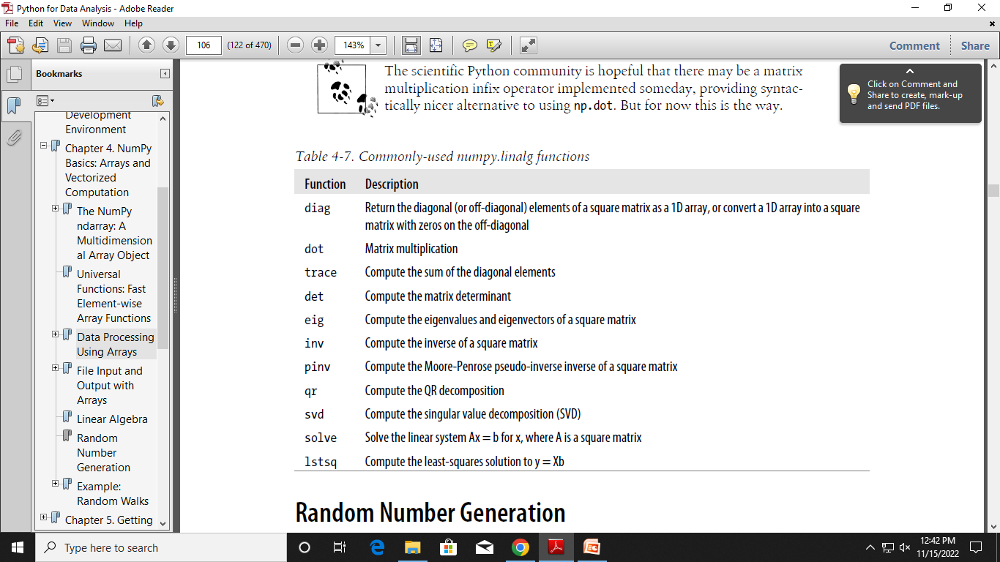 Python for Data Analysis - Adobe Reader
File Edit View Window Help
106 (122 of 470) 143% Comment Share
Bookmarks
Development
Environment
Chapter 4. NumPy
Basics: Arrays and
Vectorized
Computation
The NumPy
ndarray: A
Multidimension
al Array Object
Universal
Functions: Fast
Element-wise
Array Functions
Data Processing
Using Arrays
File Input and
Output with
Arrays
Linear Algebra
Random
Number
Generation
Example:
Random Walks
Chapter 5. Getting
The scientific Python community is hopeful that there may be a matrix
multiplication infix operator implemented someday, providing syntac-
tically nicer alternative to using np.dot. But for now this is the way.
Table 4-7. Commonly-used numpy.linalg functions
Function Description
diag Return the diagonal (or off-diagonal) elements of a square matrix as a 1D array, or convert a 1D array into a square
matrix with zeros on the off-diagonal
dot Matrix multiplication
trace Compute the sum of the diagonal elements
det Compute the matrix determinant
eig Compute the eigenvalues and eigenvectors of a square matrix
inv Compute the inverse of a square matrix
pinv Compute the Moore-Penrose pseudo-inverse inverse of a square matrix
qr Compute the QR decomposition
svd Compute the singular value decomposition (SVD)
solve Solve the linear system Ax = b for x, where A is a square matrix
lstsq Compute the least-squares solution to y = Xb
Random Number Generation
Click on Comment and
Share to create, mark-up
and send PDF files.
Type here to search
12:42 PM
11/15/2022